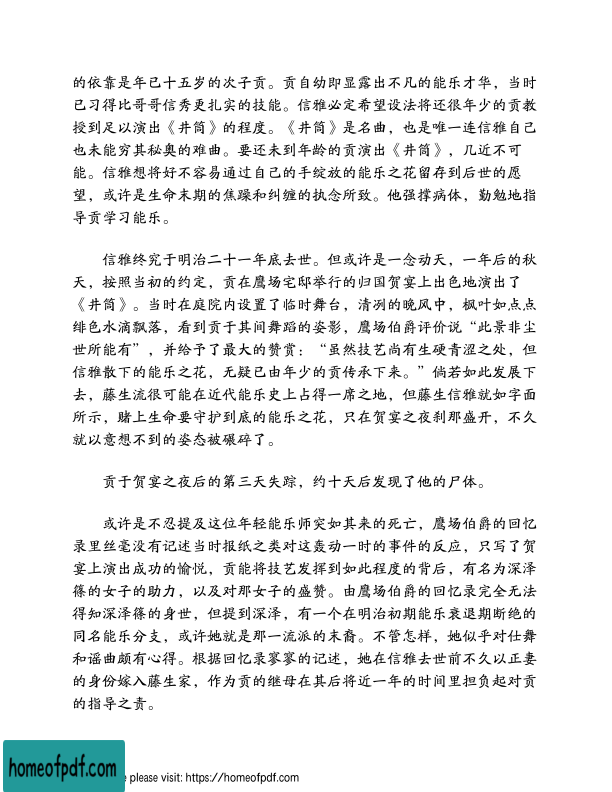 的依靠是年已十五岁的次子贡。贡自幼即显露出不凡的能乐才华，当时
已习得比哥哥信秀更扎实的技能。信雅必定希望设法将还很年少的贡教
授到足以演出《井筒》的程度。《井筒》是名曲，也是唯一连信雅自己
也未能穷其秘奥的难曲。要还未到年龄的贡演出《井筒》，几近不可
能。信雅想将好不容易通过自己的手绽放的能乐之花留存到后世的愿
望，或许是生命末期的焦躁和纠缠的执念所致。他强撑病体，勤勉地指
导贡学习能乐。
信雅终究于明治二十一年底去世。但或许是一念动天，一年后的秋
天，按照当初的约定，贡在鹰场宅邸举行的归国贺宴上出色地演出了
《井筒》。当时在庭院内设置了临时舞台，清冽的晚风中，枫叶如点点
绯色水滴飘落，看到贡于其间舞蹈的姿影，鹰场伯爵评价说“此景非尘
世所能有”，并给予了最大的赞赏：“虽然技艺尚有生硬青涩之处，但
信雅散下的能乐之花，无疑已由年少的贡传承下来。”倘若如此发展下
去，藤生流很可能在近代能乐史上占得一席之地，但藤生信雅就如字面
所示，赌上生命要守护到底的能乐之花，只在贺宴之夜刹那盛开，不久
就以意想不到的姿态被碾碎了。
贡于贺宴之夜后的第三天失踪，约十天后发现了他的尸体。
或许是不忍提及这位年轻能乐师突如其来的死亡，鹰场伯爵的回忆
录里丝毫没有记述当时报纸之类对这轰动一时的事件的反应，只写了贺
宴上演出成功的愉悦，贡能将技艺发挥到如此程度的背后，有名为深泽
篠的女子的助力，以及对那女子的盛赞。由鹰场伯爵的回忆录完全无法
得知深泽篠的身世，但提到深泽，有一个在明治初期能乐衰退期断绝的
同名能乐分支，或许她就是那一流派的末裔。不管怎样，她似乎对仕舞
和谣曲颇有心得。根据回忆录寥寥的记述，她在信雅去世前不久以正妻
的身份嫁入藤生家，作为贡的继母在其后将近一年的时间里担负起对贡
的指导之责。
homeofpdf.com
e please visit: https://homeofpdf.com